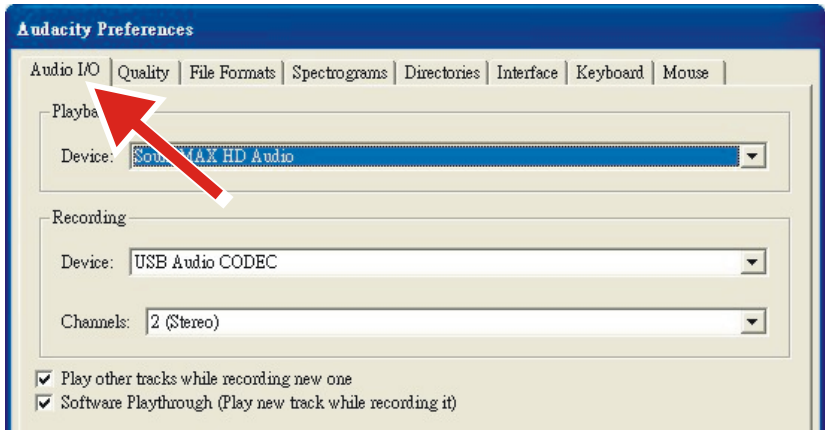 Audacity Preferences
Audio I/O Quality File Formats Spectrograms Directories Interface Keyboard Mouse
Device: MAX HD Audio
Recording
Device: USB Audio CODEC
Channels: 2 (Stereo)
Play other tracks while recording new one
Software Playthrough (Play new track while recording it)